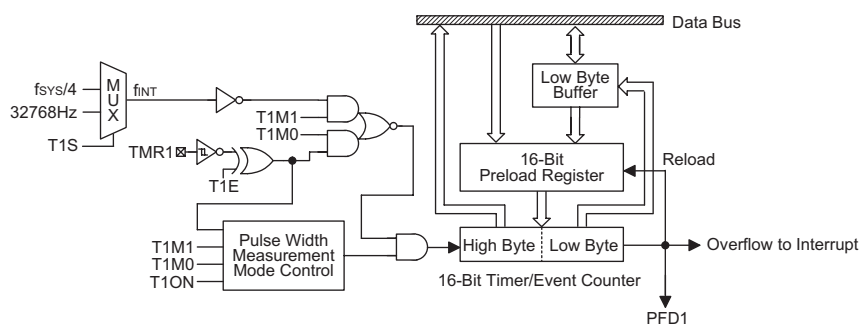 Data Bus
fSYS/4
32768Hz
T1S
MUX
fINT
T1M1
T1M0
TMR1
T1E
Low Byte
Buffer
16-Bit
Preload Register
Reload
Pulse Width
Measurement
Mode Control
T1M1
T1M0
T1ON
High Byte
Low Byte
16-Bit Timer/Event Counter
Overflow to Interrupt
PFD1